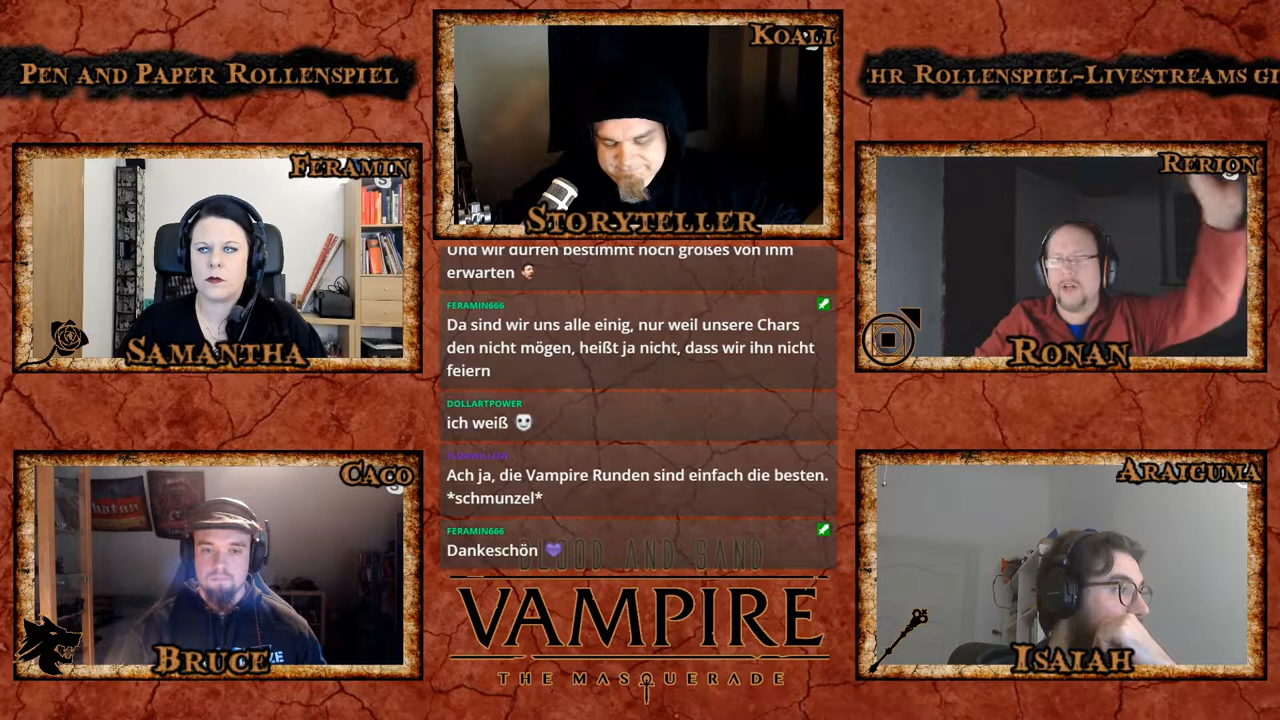 KOALI
PEN AND PAPER ROLLENSPIEL
HR ROLLENSPIEL-LIVESTREAMS GI
FERAMIN
RERION
STORYTELLER
Und wir dürfen bestimmt noch großes von ihm
erwarten
FERAMIN666
Da sind wir uns alle einig, nur weil unsere Chars
den nicht mögen, heißt ja nicht, dass wir ihn nicht
feiern
SAMANTHA
RONAN
DOLLARTPOWER
ich weiß
Ach ja, die Vampire Runden sind einfach die besten.
*schmunzel*
CACO
ARAIGUMA
FERAMIN666
Dankeschön
BLOOD AND SAND
VAMPIRE
THE MASQUERADE
BRUCE
ISAIAH